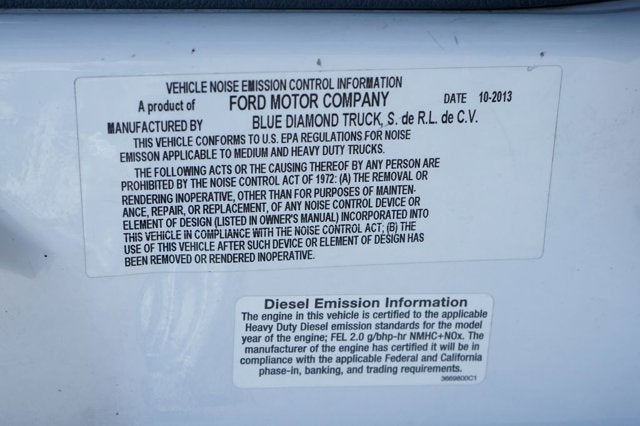 VEHICLE NOISE EMISSION CONTROL INFORMATION
A product of FORD MOTOR COMPANY DATE 10-2013
MANUFACTURED BY BLUE DIAMOND TRUCK, S. de R.L. de C.V.
THIS VEHICLE CONFORMS TO U.S. EPA REGULATIONS FOR NOISE
EMISSON APPLICABLE TO MEDIUM AND HEAVY DUTY TRUCKS.
THE FOLLOWING ACTS OR THE CAUSING THEREOF BY ANY PERSON ARE
PROHIBITED BY THE NOISE CONTROL ACT OF 1972: (A) THE REMOVAL OR
RENDERING INOPERATIVE, OTHER THAN FOR PURPOSES OF MAINTEN-
ANCE, REPAIR, OR REPLACEMENT, OF ANY NOISE CONTROL DEVICE OR
ELEMENT OF DESIGN (LISTED IN OWNER'S MANUAL) INCORPORATED INTO
THIS VEHICLE IN COMPLIANCE WITH THE NOISE CONTROL ACT; (B) THE
USE OF THIS VEHICLE AFTER SUCH DEVICE OR ELEMENT OF DESIGN HAS
BEEN REMOVED OR RENDERED INOPERATIVE.
Diesel Emission Information
The engine in this vehicle is certified to the applicable
Heavy Duty Diesel emission standards for the model
year of the engine; FEL 2.0 g/bhp-hr NMHC+NOx. The
manufacturer of the engine has certified it will be in
compliance with the applicable Federal and California
phase-in, banking, and trading requirements.
3669800C1